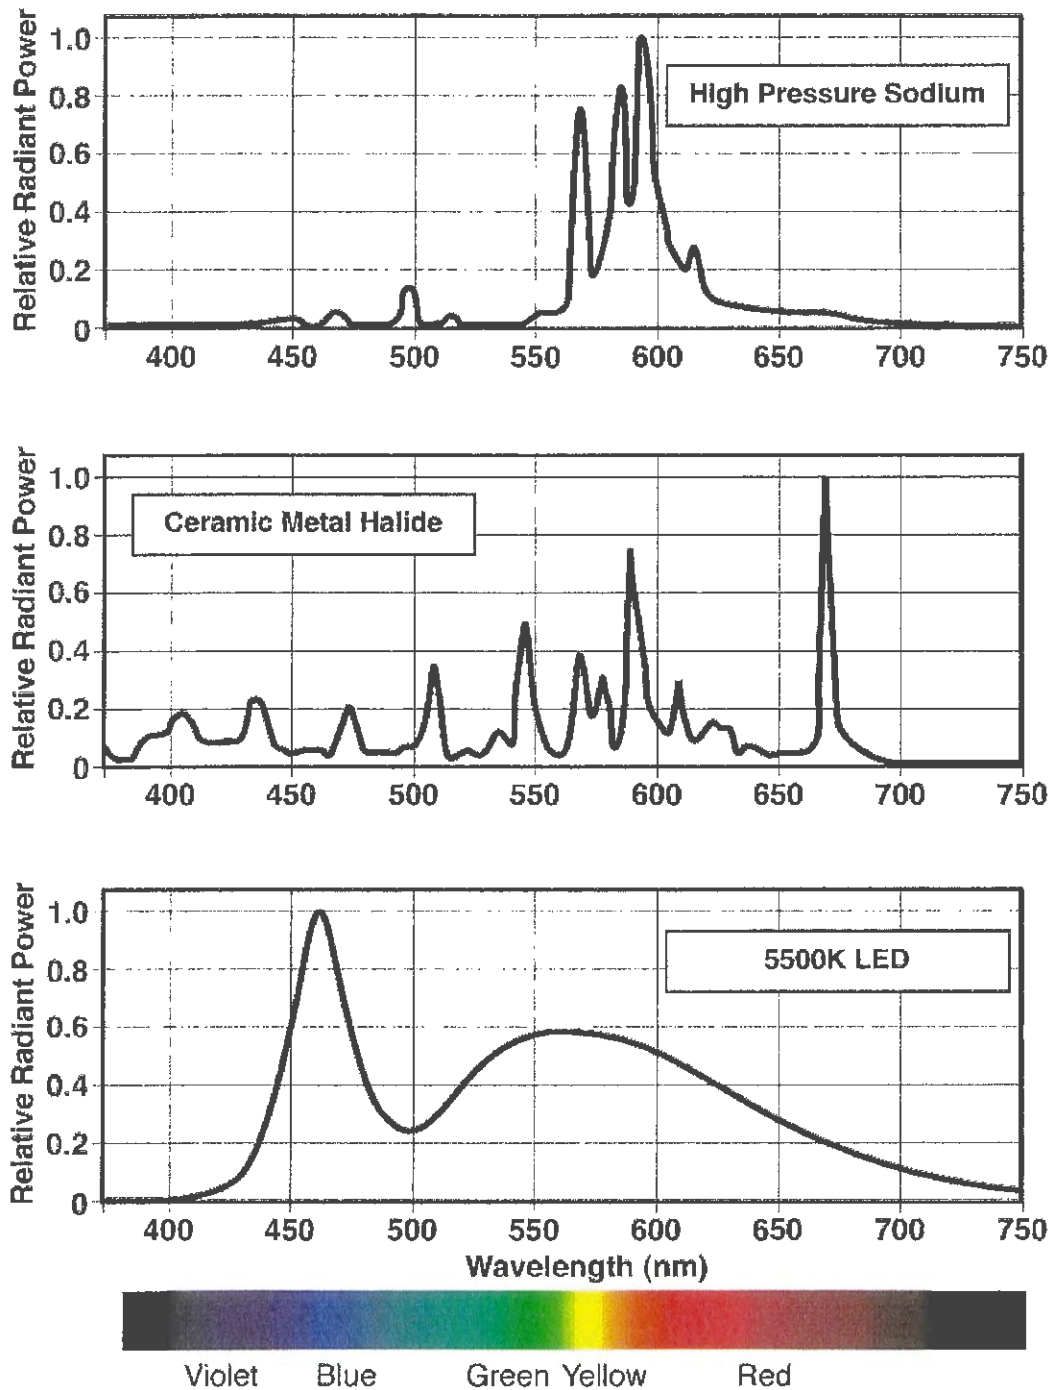 Relative Radiant Power
1.0
0.8
0.6
0.4
0.2
0
High Pressure Sodium
400 450 500 550 600 650 700 750
Relative Radiant Power
1.0
0.8
0.6
0.4
0.2
0
Ceramic Metal Halide
400 450 500 550 600 650 700 750
Relative Radiant Power
1.0
0.8
0.6
0.4
0.2
0
5500K LED
400 450 500 550 600 650 700 750
Wavelength (nm)
Violet Blue Green Yellow Red